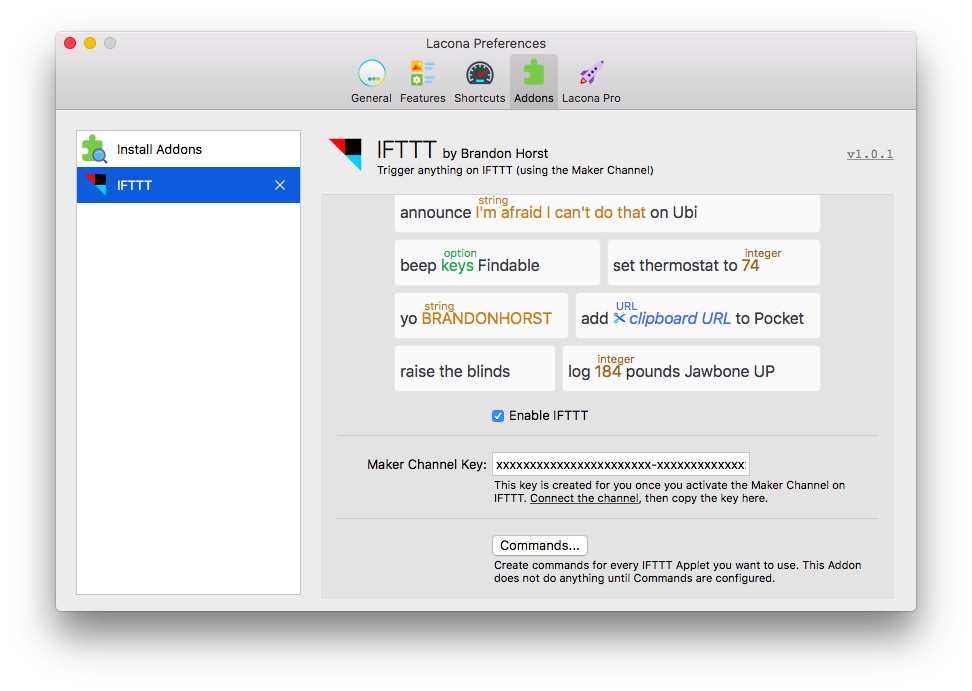 Lacona Preferences
General Features Shortcuts Addons Lacona Pro
Install Addons
IFTTT
IFTTT by Brandon Horst
v1.0.1
Trigger anything on IFTTT (using the Maker Channel)
string
announce I'm afraid I can't do that on Ubi
option
beep keys Findable
integer
set thermostat to 74
string
yo BRANDONHORST
URL
add clipboard URL to Pocket
raise the blinds
integer
log 184 pounds Jawbone UP
Enable IFTTT
Maker Channel Key: xxxxxxxxxxxxxxxxxxxxxxx-xxxxxxxxxxxxx
This key is created for you once you activate the Maker Channel on
IFTTT. Connect the channel, then copy the key here.
Commands...
Create commands for every IFTTT Applet you want to use. This Addon
does not do anything until Commands are configured.